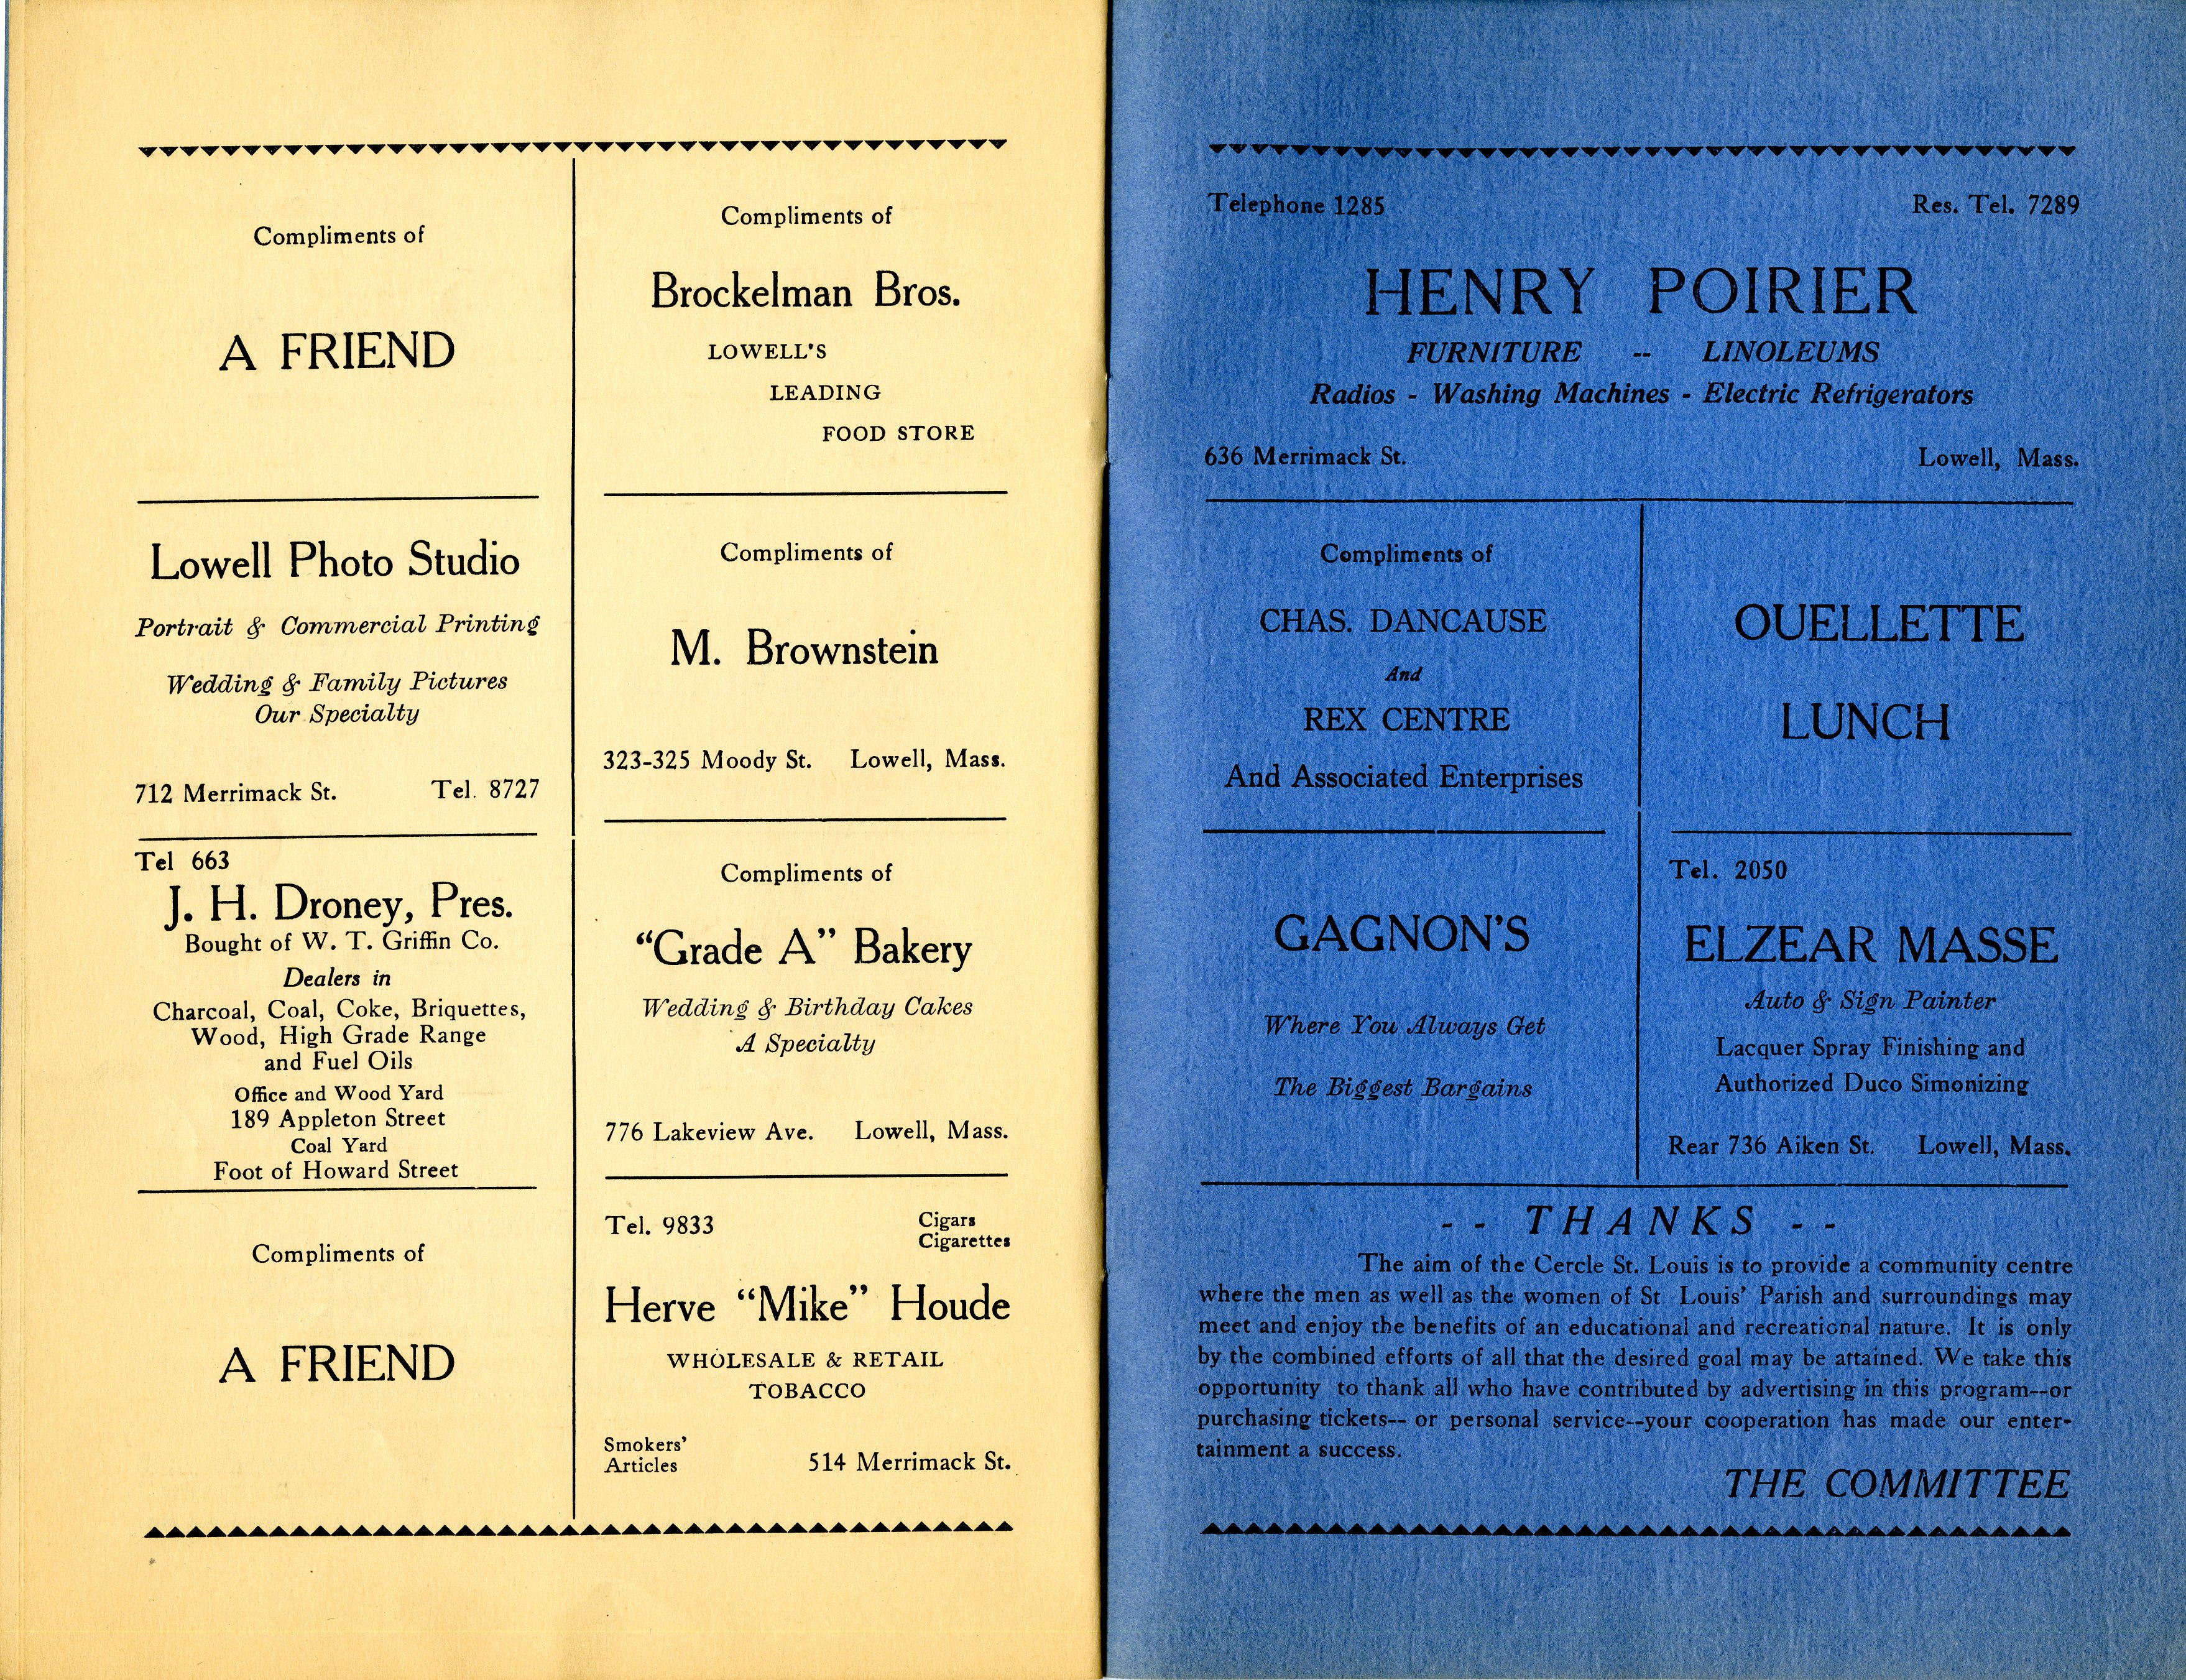 Compliments of
A FRIEND
Lowell Photo Studio
Portrait & Commercial Printing
Wedding & Family Pictures
Our Specialty
712 Merrimack St. Tel. 8727
Tel 663
J. H. Droney, Pres.
Bought of W. T. Griffin Co.
Dealers in
Charcoal, Coal, Coke, Briquettes,
Wood, High Grade Range
and Fuel Oils
Office and Wood Yard
189 Appleton Street
Coal Yard
Foot of Howard Street
Compliments of
A FRIEND
Compliments of
Brockelman Bros.
LOWELL'S
LEADING
FOOD STORE
Compliments of
M. Brownstein
323-325 Moody St. Lowell, Mass.
Compliments of
“Grade A” Bakery
Wedding & Birthday Cakes
A Specialty
776 Lakeview Ave. Lowell, Mass.
Tel. 9833 Cigars
Cigarettes
Herve “Mike” Houde
WHOLESALE & RETAIL
TOBACCO
Smokers'
Articles 514 Merrimack St.
Telephone 1285 Res. Tel. 7289
HENRY POIRIER
FURNITURE -- LINOLEUMS
Radios - Washing Machines - Electric Refrigerators
636 Merrimack St. Lowell, Mass.
Compliments of
CHAS. DANCAUSE
And
REX CENTRE
And Associated Enterprises
OUELLETTE
LUNCH
GAGNON'S
Where You Always Get
The Biggest Bargains
Tel. 2050
ELZEAR MASSE
Auto & Sign Painter
Lacquer Spray Finishing and
Authorized Duco Simonizing
Rear 736 Aiken St. Lowell, Mass.
- - THANKS - -
The aim of the Cercle St. Louis is to provide a community centre
where the men as well as the women of St Louis' Parish and surroundings may
meet and enjoy the benefits of an educational and recreational nature. It is only
by the combined efforts of all that the desired goal may be attained. We take this
opportunity to thank all who have contributed by advertising in this program--or
purchasing tickets-- or personal service--your cooperation has made our enter-
tainment a success.
THE COMMITTEE